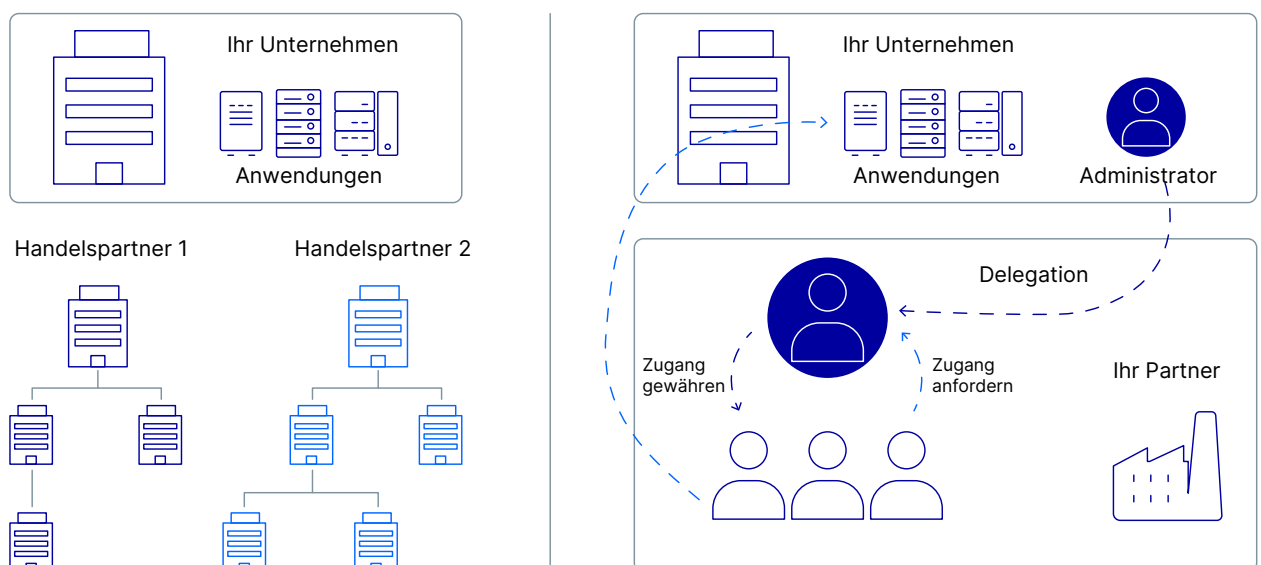 Ihr Unternehmen
Anwendungen
Handelspartner 1
Handelspartner 2
Ihr Unternehmen
Anwendungen
Administrator
Delegation
Zugang
gewähren
Zugang
anfordern
Ihr Partner